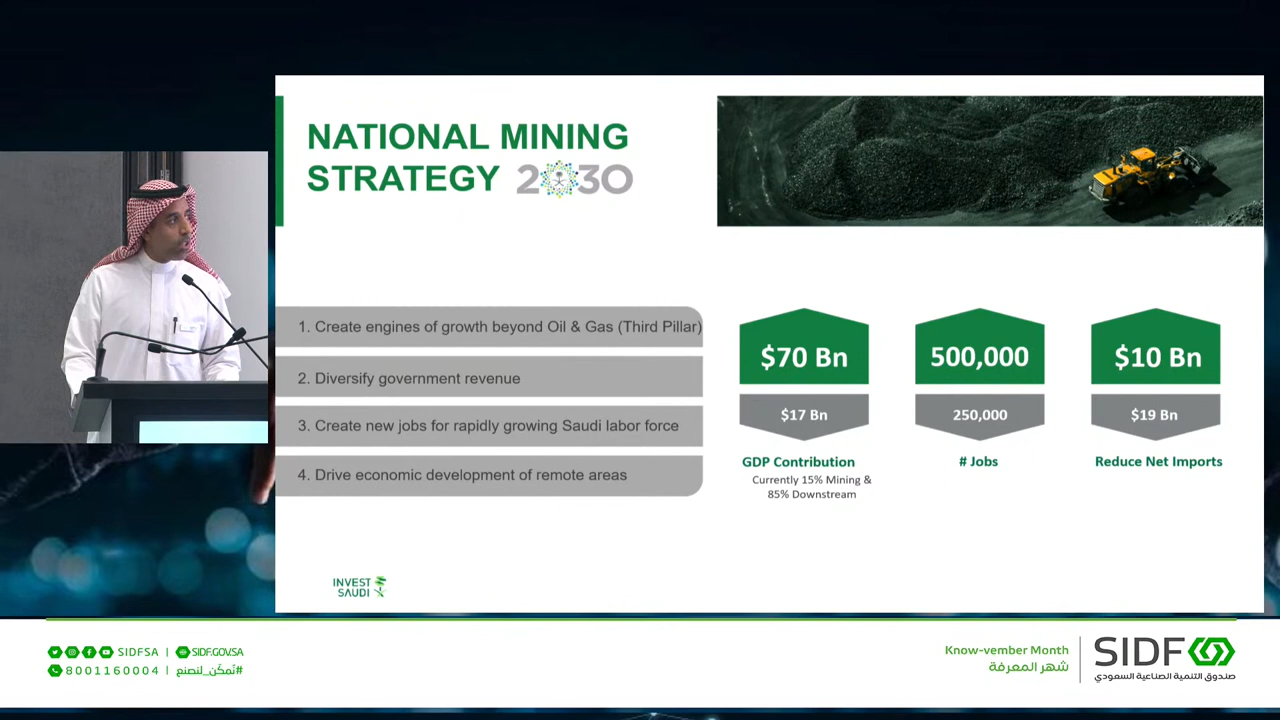 NATIONAL MINING
STRATEGY 2030
1. Create engines of growth beyond Oil & Gas (Third Pillar)
2. Diversify government revenue
3. Create new jobs for rapidly growing Saudi labor force
4. Drive economic development of remote areas
$70 Bn
$17 Bn
GDP Contribution
Currently 15% Mining &
85% Downstream
500,000
250,000
# Jobs
$10 Bn
$19 Bn
Reduce Net Imports
INVEST
SAUDI
SIDFSA | SIDF.GOV.SA
8001160004 | #نُمكّن_لنصنع
Know-vember Month
شهر المعرفة
SIDF
صندوق التنمية الصناعية السعودي